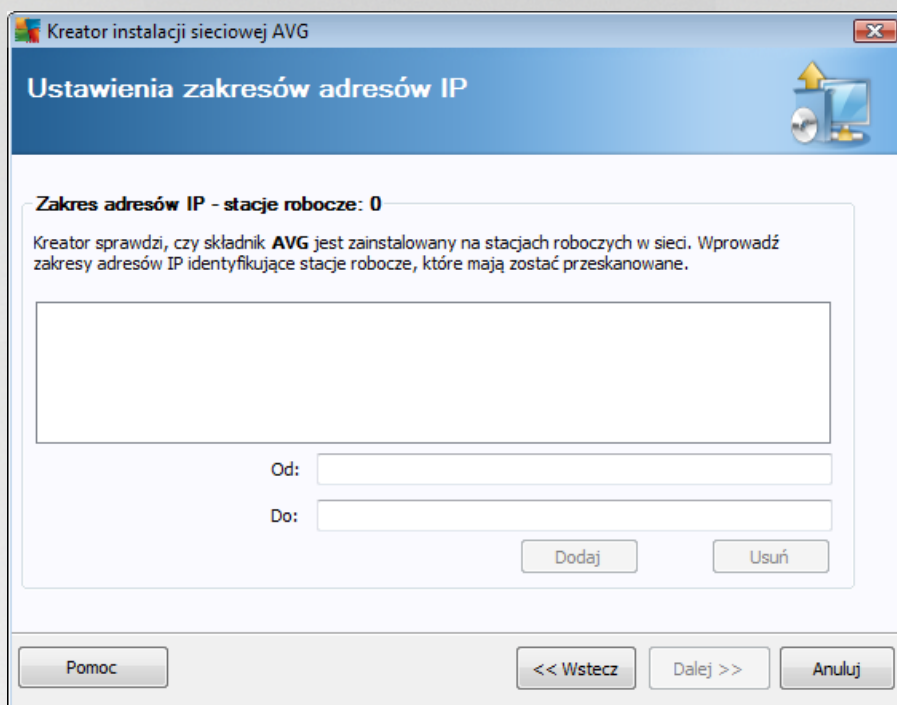 Kreator instalacji sieciowej AVG
Ustawienia zakresów adresów IP
Zakres adresów IP - stacje robocze: 0
Kreator sprawdzi, czy składnik AVG jest zainstalowany na stacjach roboczych w sieci. Wprowadź
zakresy adresów IP identyfikujące stacje robocze, które mają zostać przeskanowane.
Od:
Do:
Dodaj Usuń
Pomoc << Wstecz Dalej >> Anuluj